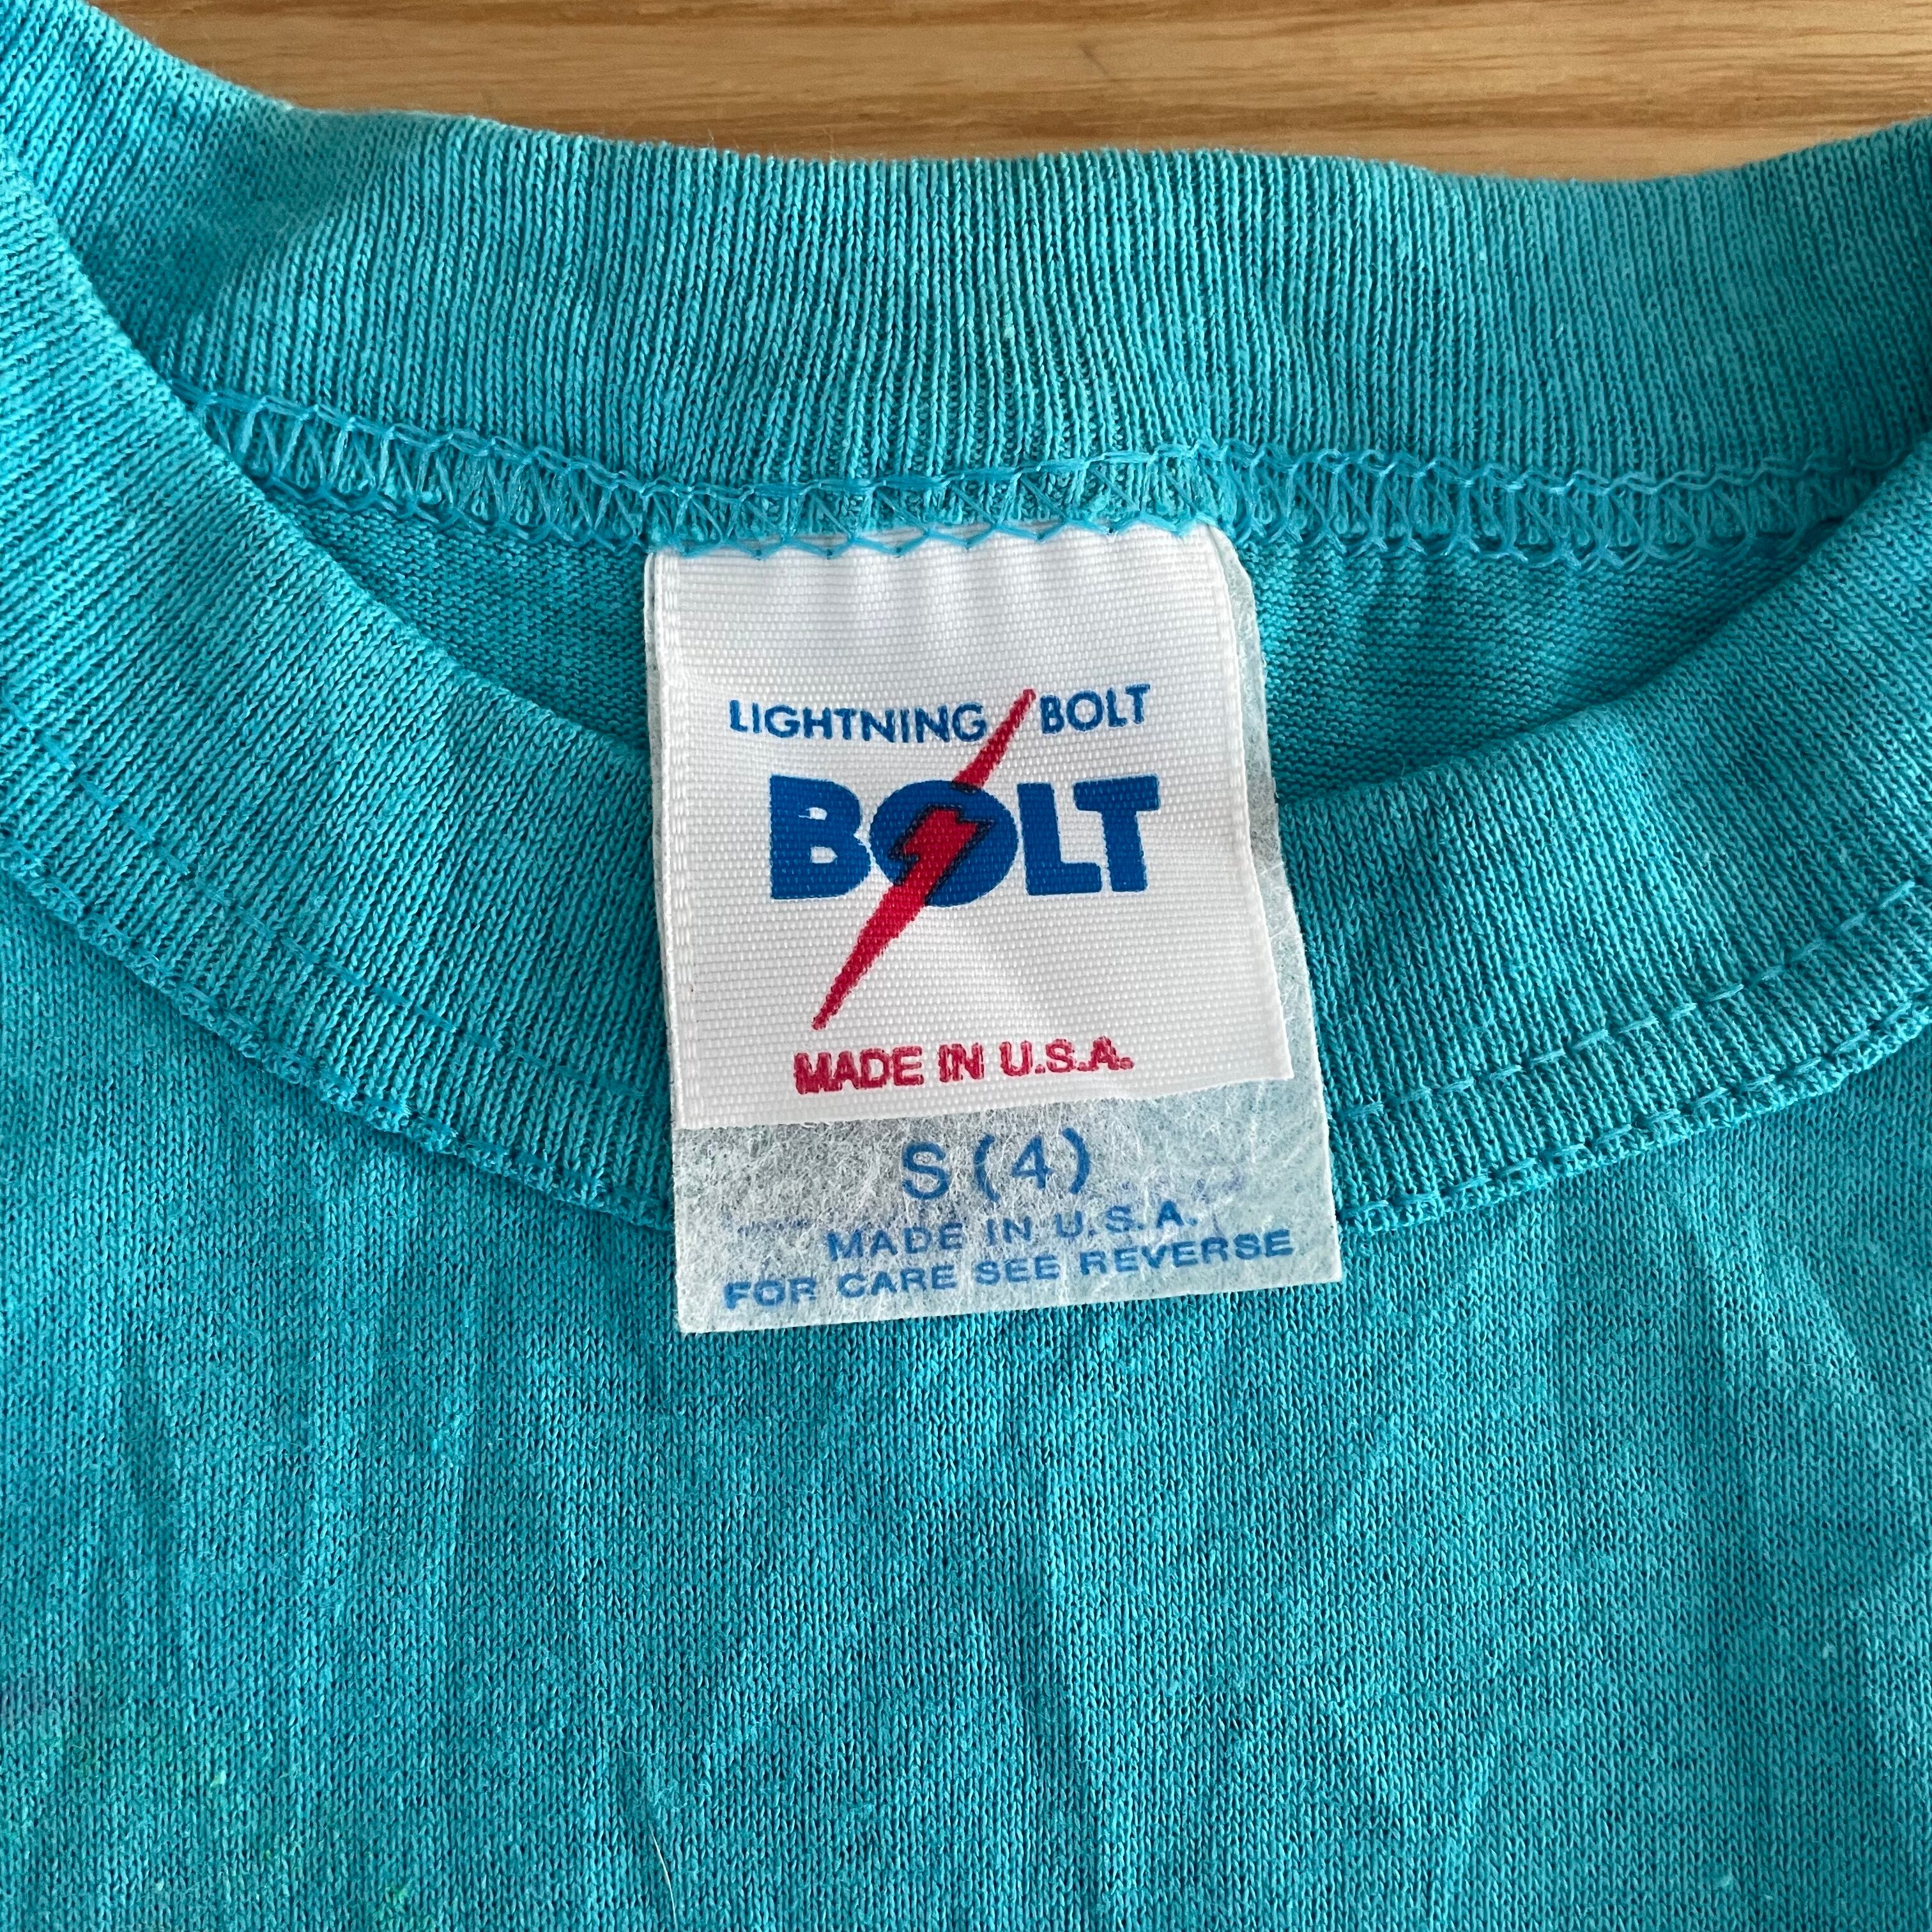 LIGHTNING BOLT
BOLT
MADE IN U.S.A.
S (4)
MADE IN U.S.A.
FOR CARE SEE REVERSE